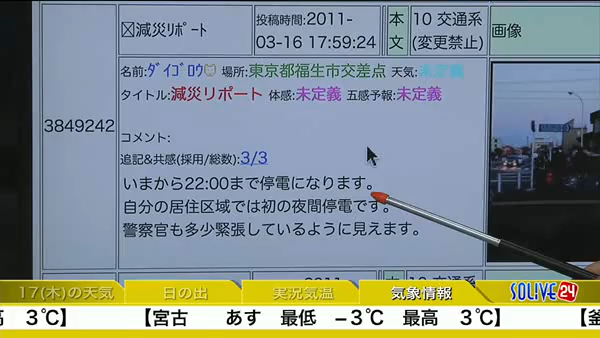 減災ﾘﾎﾟｰﾄ
投稿時間:2011-
03-16 17:59:24
本
文
10 交通系
(変更禁止)
画像
3849242
名前:ﾀﾞｲｺﾞﾛｳ 場所:東京都福生市交差点 天気:未定義
タイトル:減災リポート 体感:未定義 五感予報:未定義
コメント:
追記&共感(採用/総数):3/3
いまから22:00まで停電になります。
自分の居住区域では初の夜間停電です。
警察官も多少緊張しているように見えます。
17(木)の天気
日の出
実況気温
気象情報
SOLiVE24
3℃】 【宮古 あす 最低 −3℃ 最高 3℃】 【釜